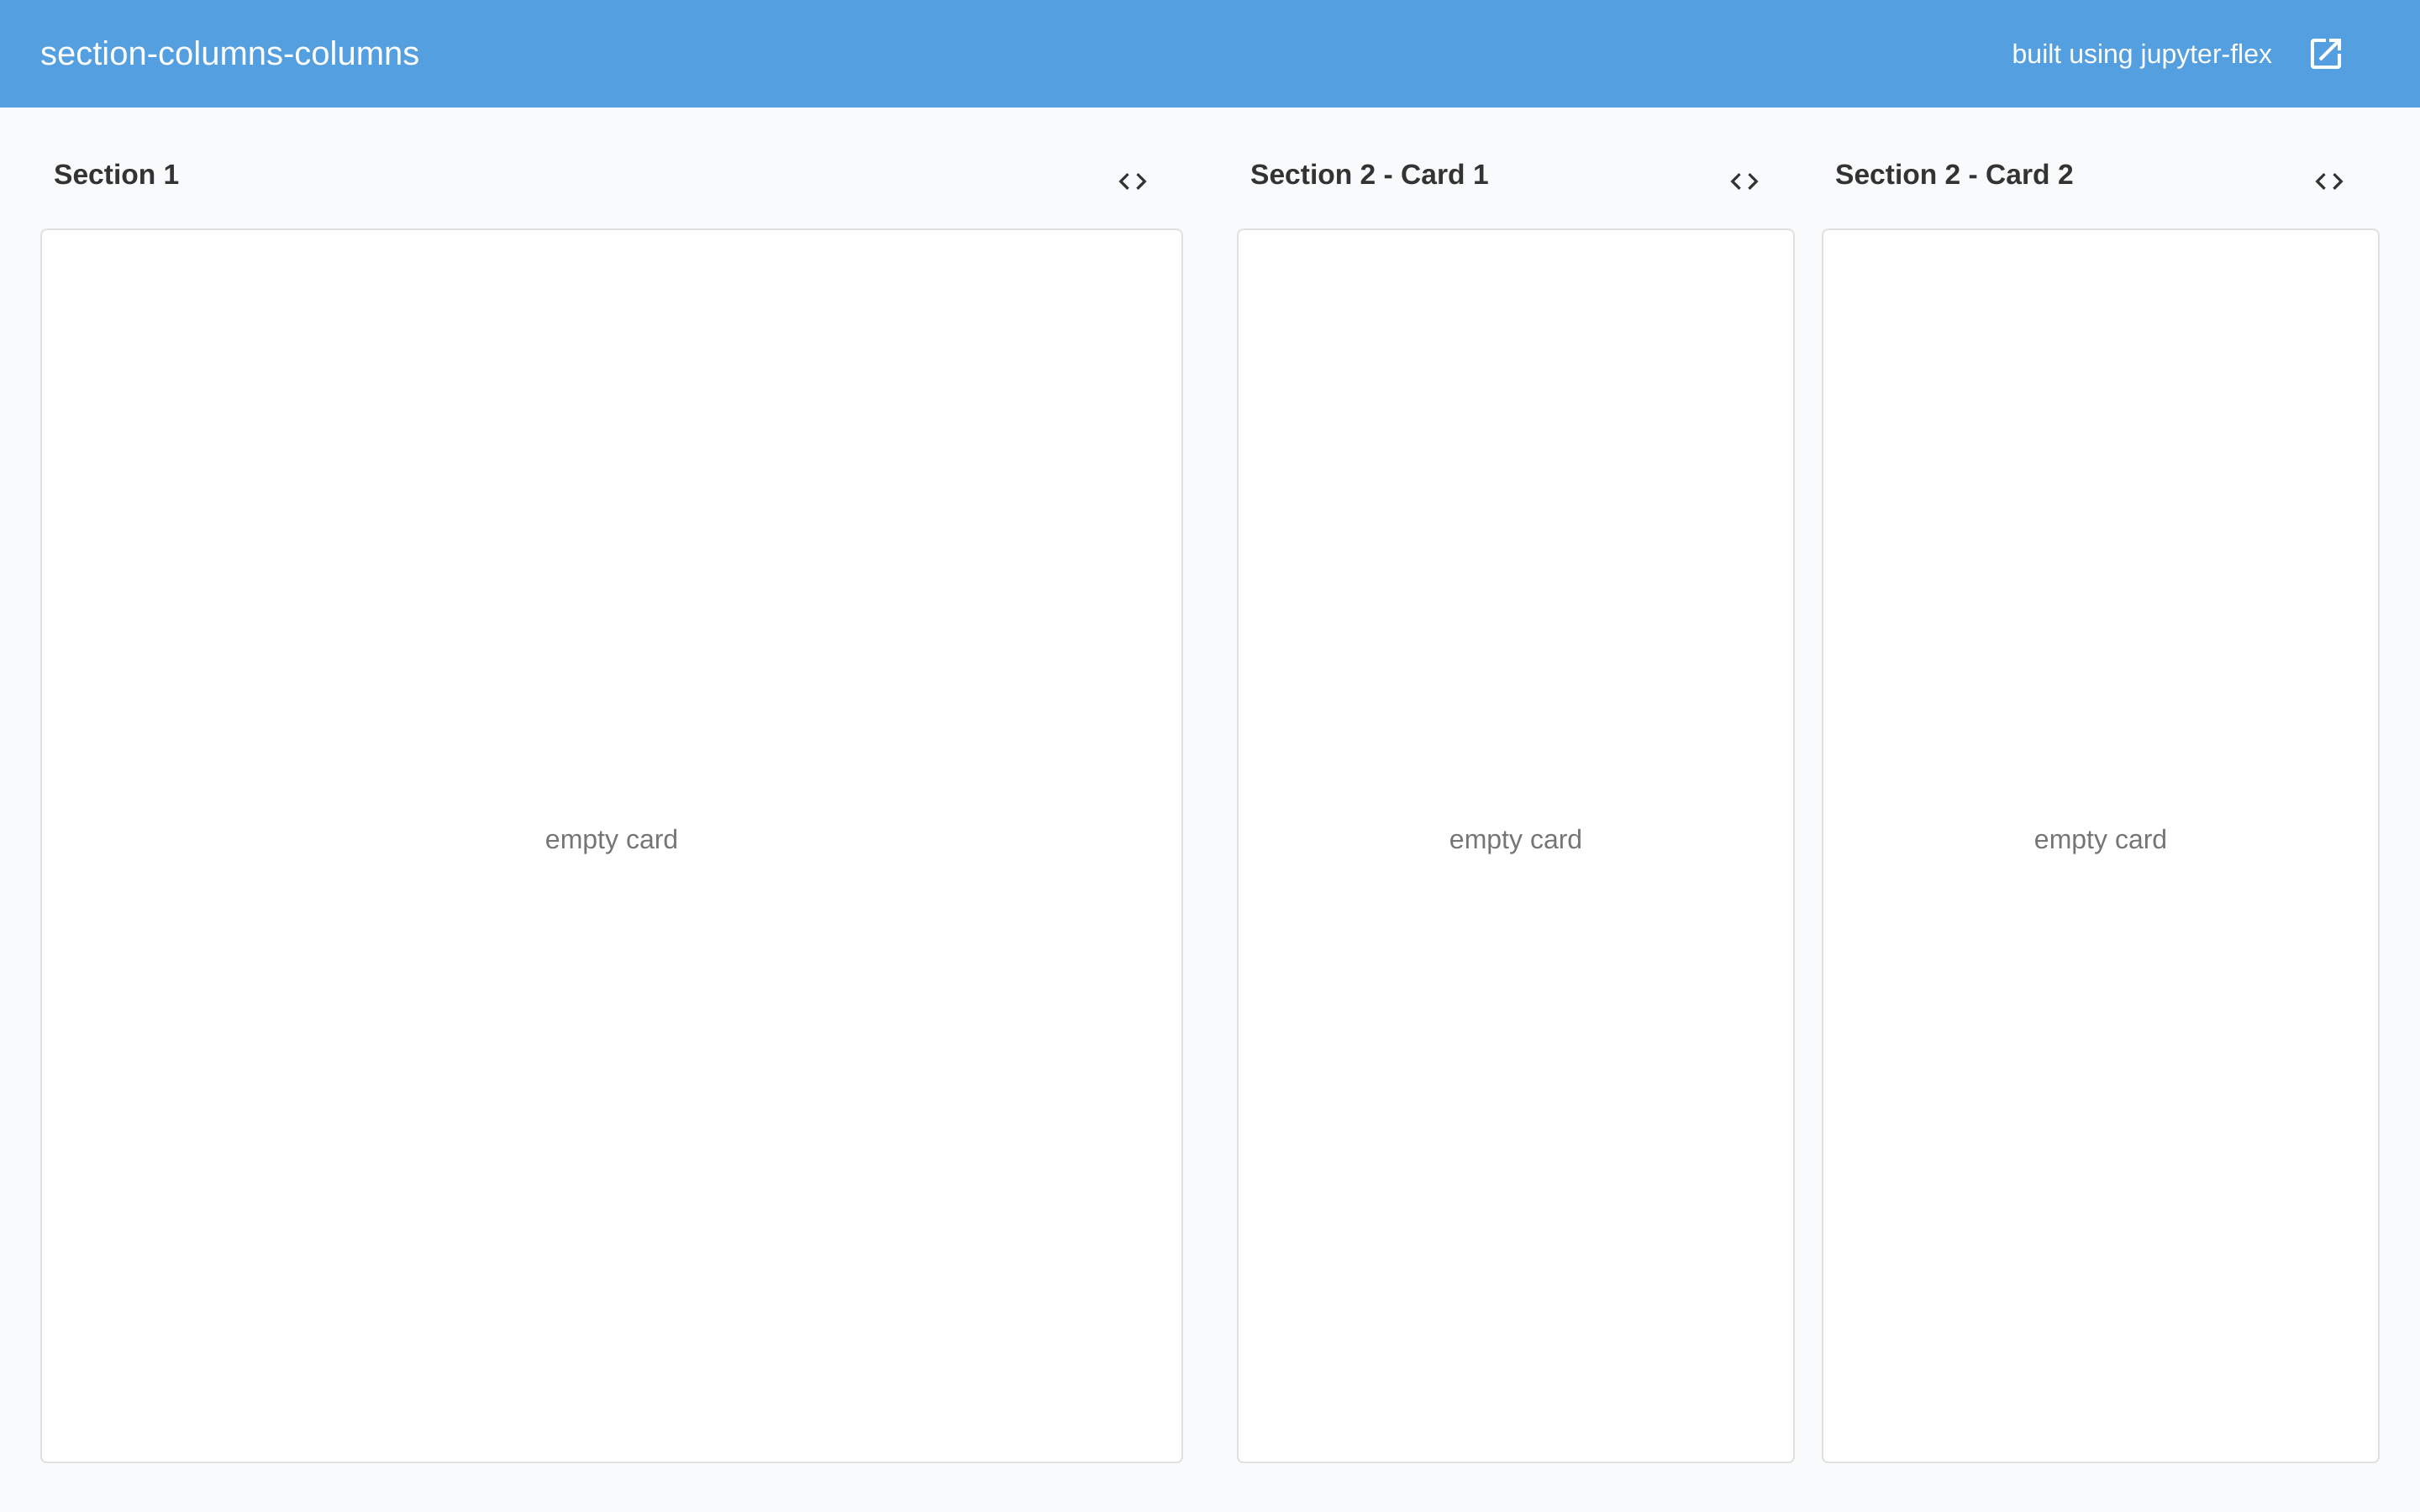 section-columns-columns
built using jupyter-flex
Section 1
Section 2 - Card 1
Section 2 - Card 2
empty card
empty card
empty card